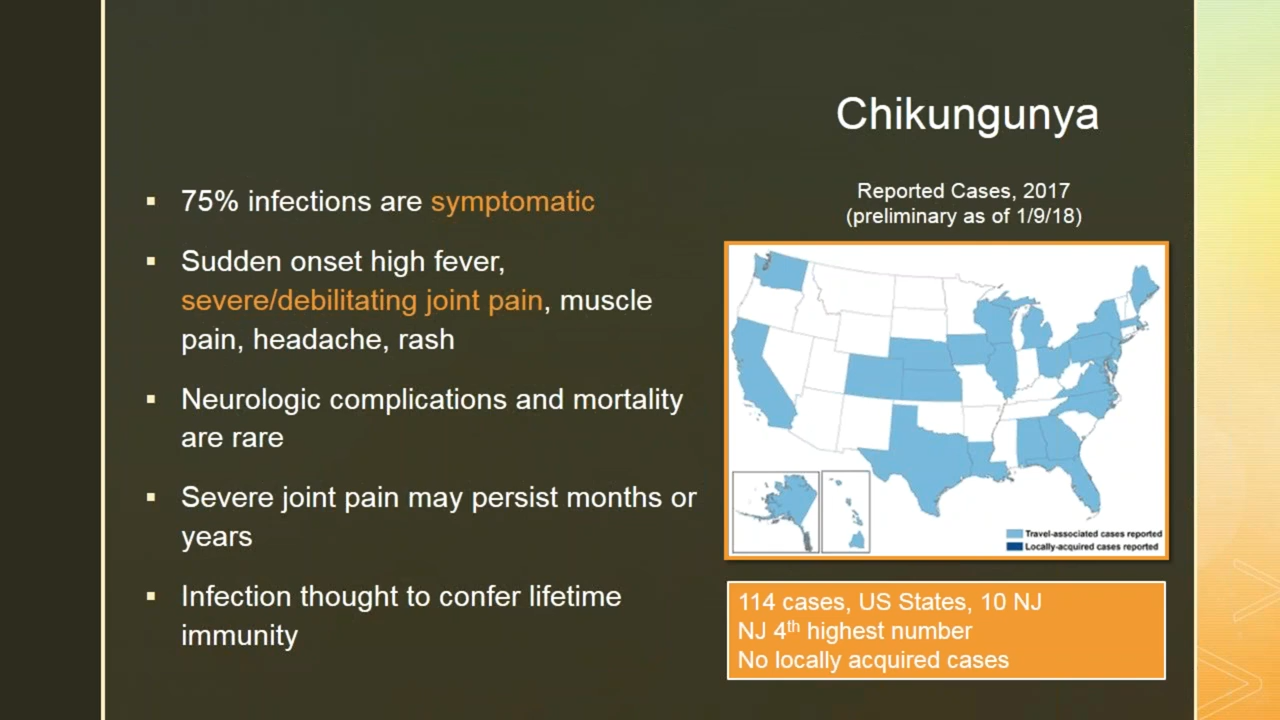 Chikungunya
▪ 75% infections are symptomatic
▪ Sudden onset high fever,
severe/debilitating joint pain, muscle
pain, headache, rash
▪ Neurologic complications and mortality
are rare
▪ Severe joint pain may persist months or
years
▪ Infection thought to confer lifetime
immunity
Reported Cases, 2017
(preliminary as of 1/9/18)
Travel-associated cases reported
Locally-acquired cases reported
114 cases, US States, 10 NJ
NJ 4th highest number
No locally acquired cases